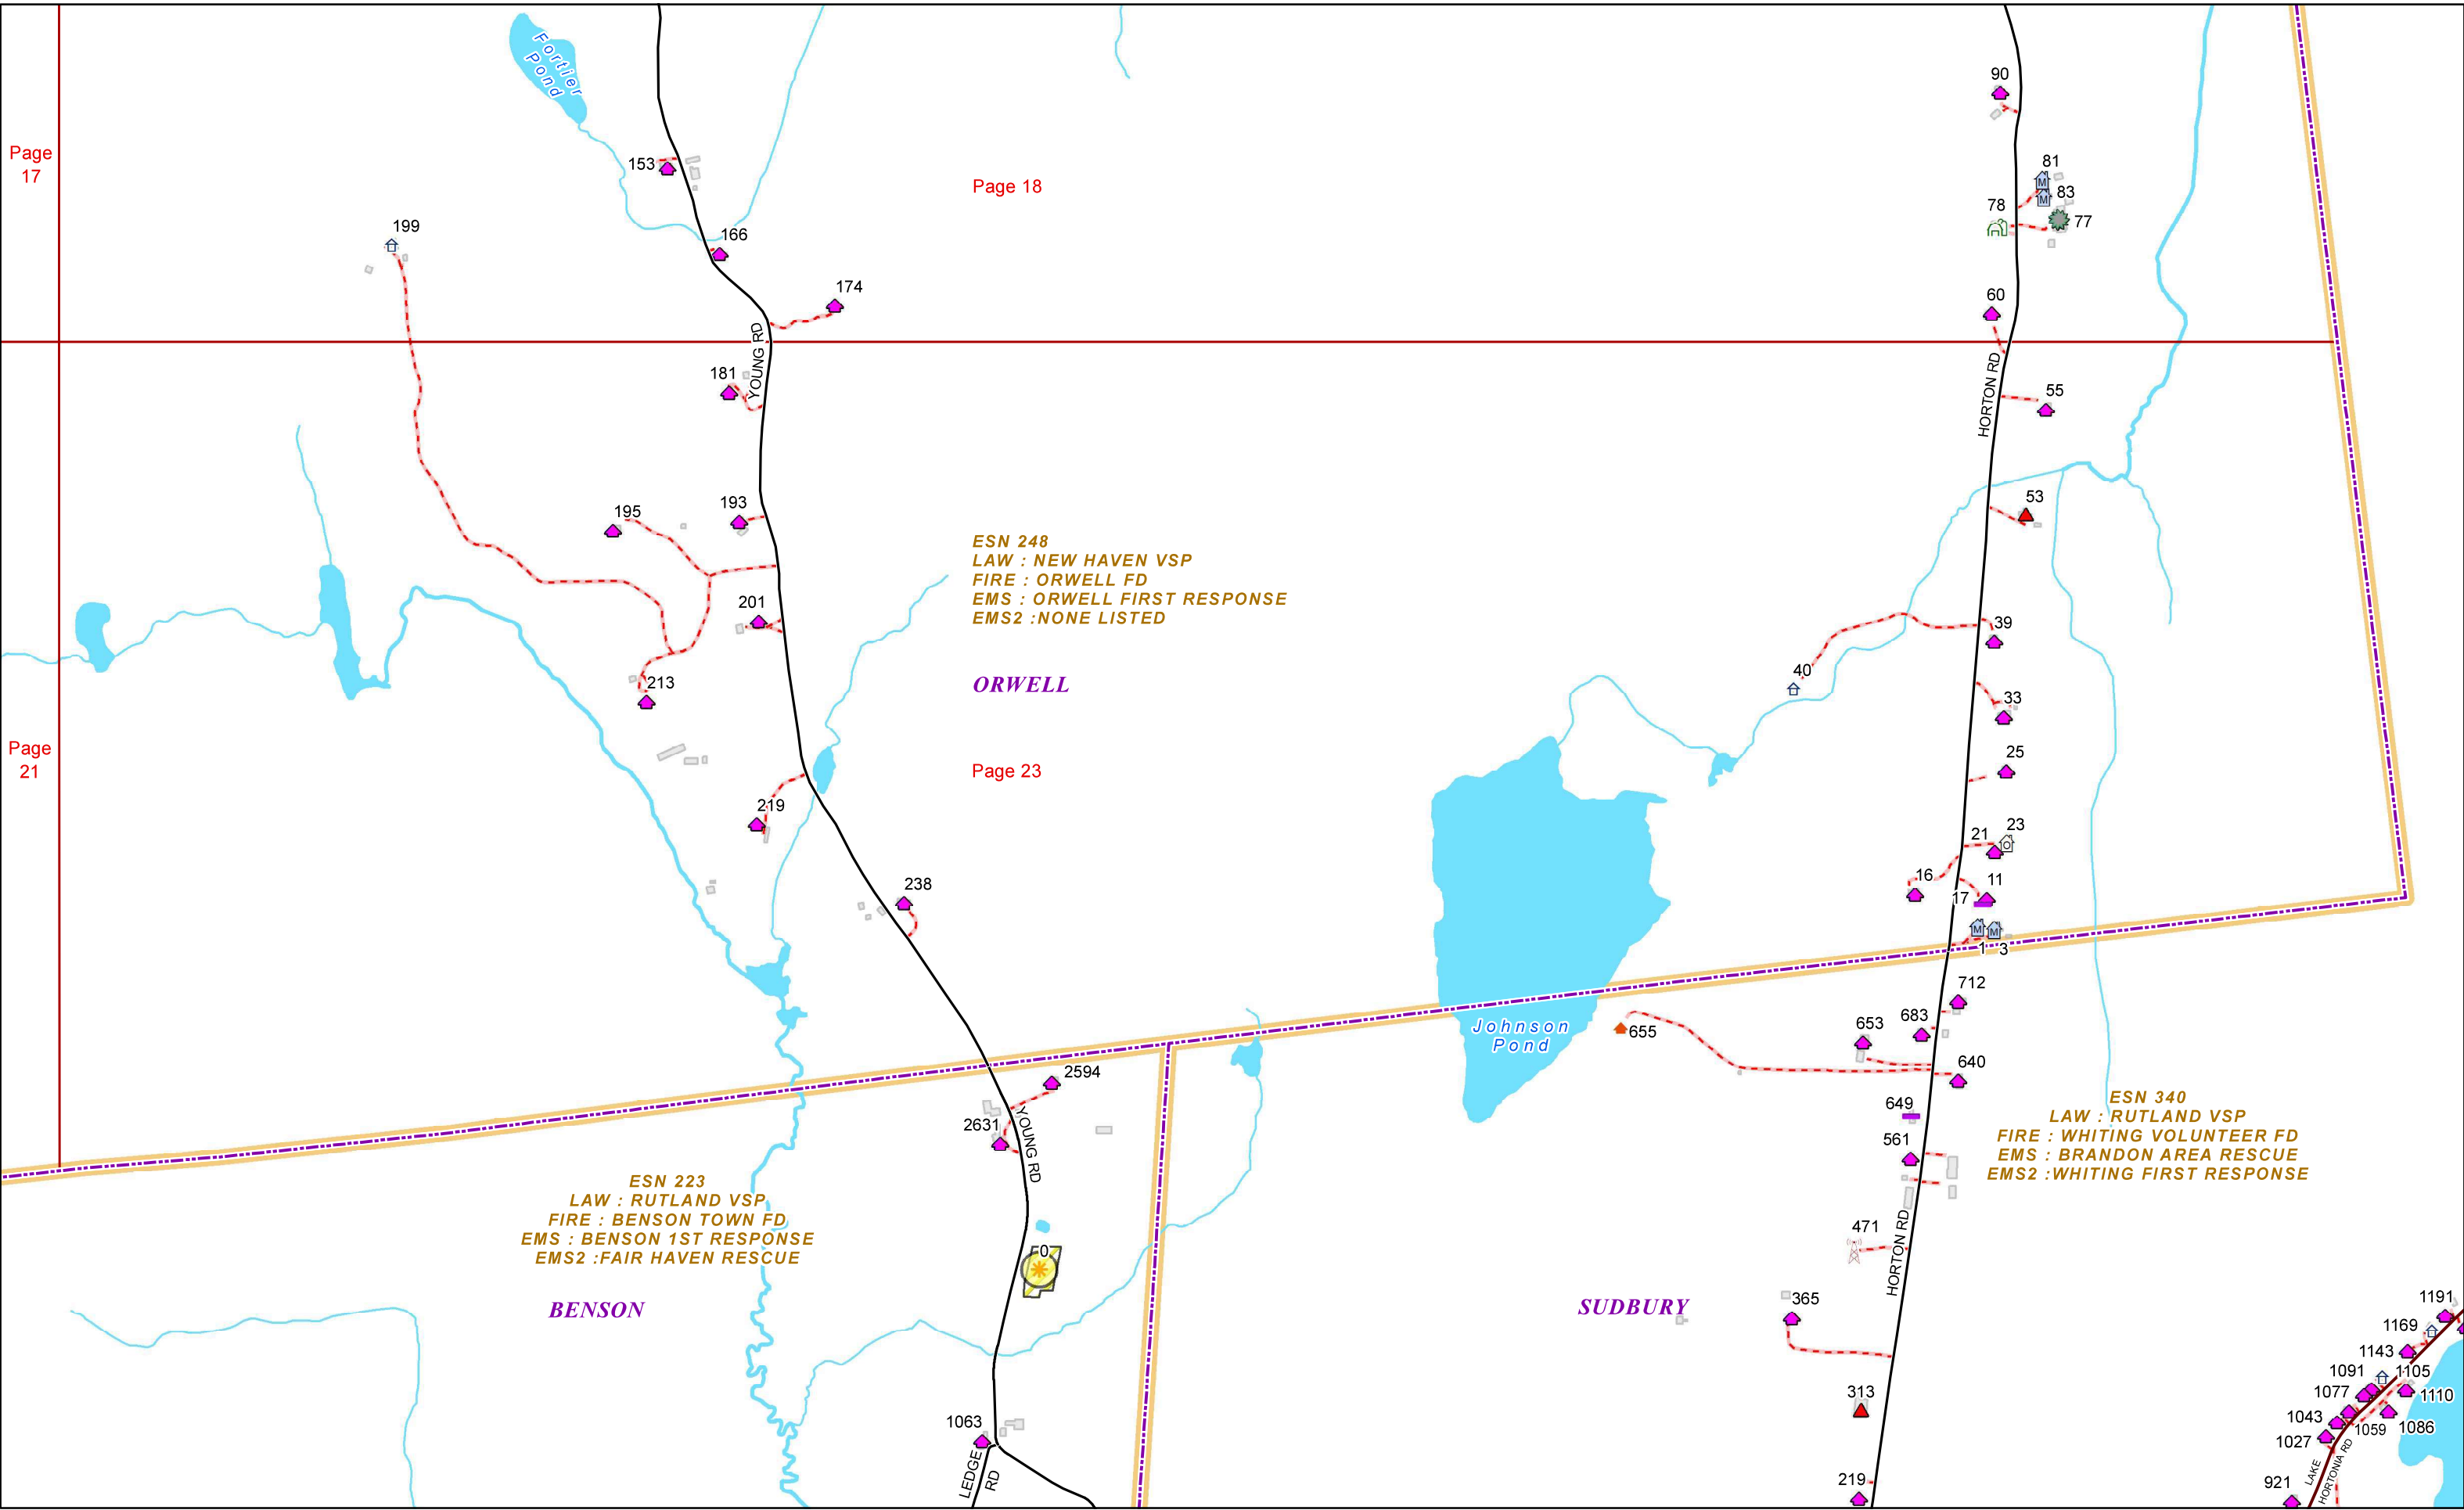 Fortier
Pond
90
Page
17
153
Page 18
81
83
78
77
199
166
174
60
YOUNG RD
HORTON RD
181
55
195
193
53
ESN 248
LAW : NEW HAVEN VSP
FIRE : ORWELL FD
EMS : ORWELL FIRST RESPONSE
EMS2 :NONE LISTED
201
39
40
213
ORWELL
33
Page
21
Page 23
25
219
21
23
238
16
17
11
M
M
1
3
712
Johnson
Pond
655
653
683
2594
640
649
2631
YOUNG RD
561
ESN 340
LAW : RUTLAND VSP
FIRE : WHITING VOLUNTEER FD
EMS : BRANDON AREA RESCUE
EMS2 :WHITING FIRST RESPONSE
ESN 223
LAW : RUTLAND VSP
FIRE : BENSON TOWN FD
EMS : BENSON 1ST RESPONSE
EMS2 :FAIR HAVEN RESCUE
471
HORTON RD
0
BENSON
SUDBURY
365
1191
1169
1143
1091
1105
1077
1110
313
1043
1059
1086
1063
1027
LEDGE
RD
LAKE
HORTONIA RD
219
921